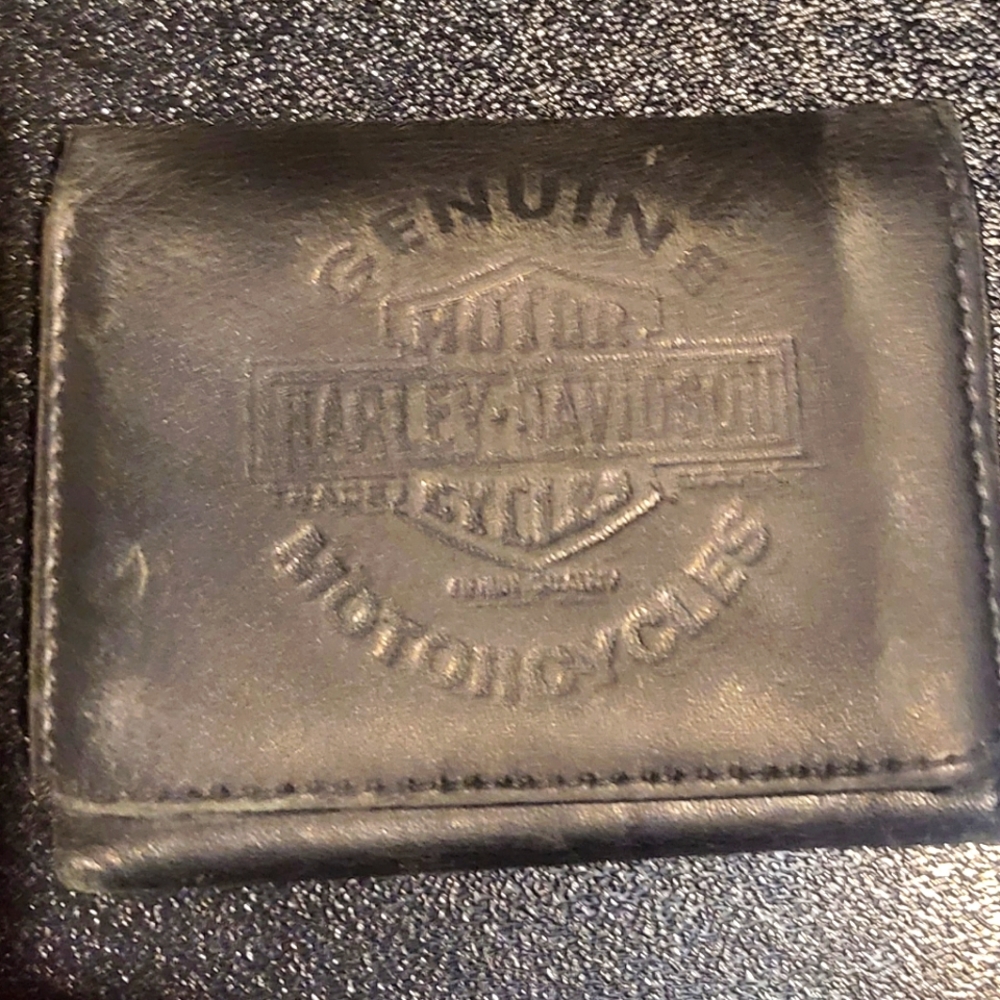 GENUINE
MOTOR
HARLEY-DAVIDSON
CYCLES
MOTORCYCLES